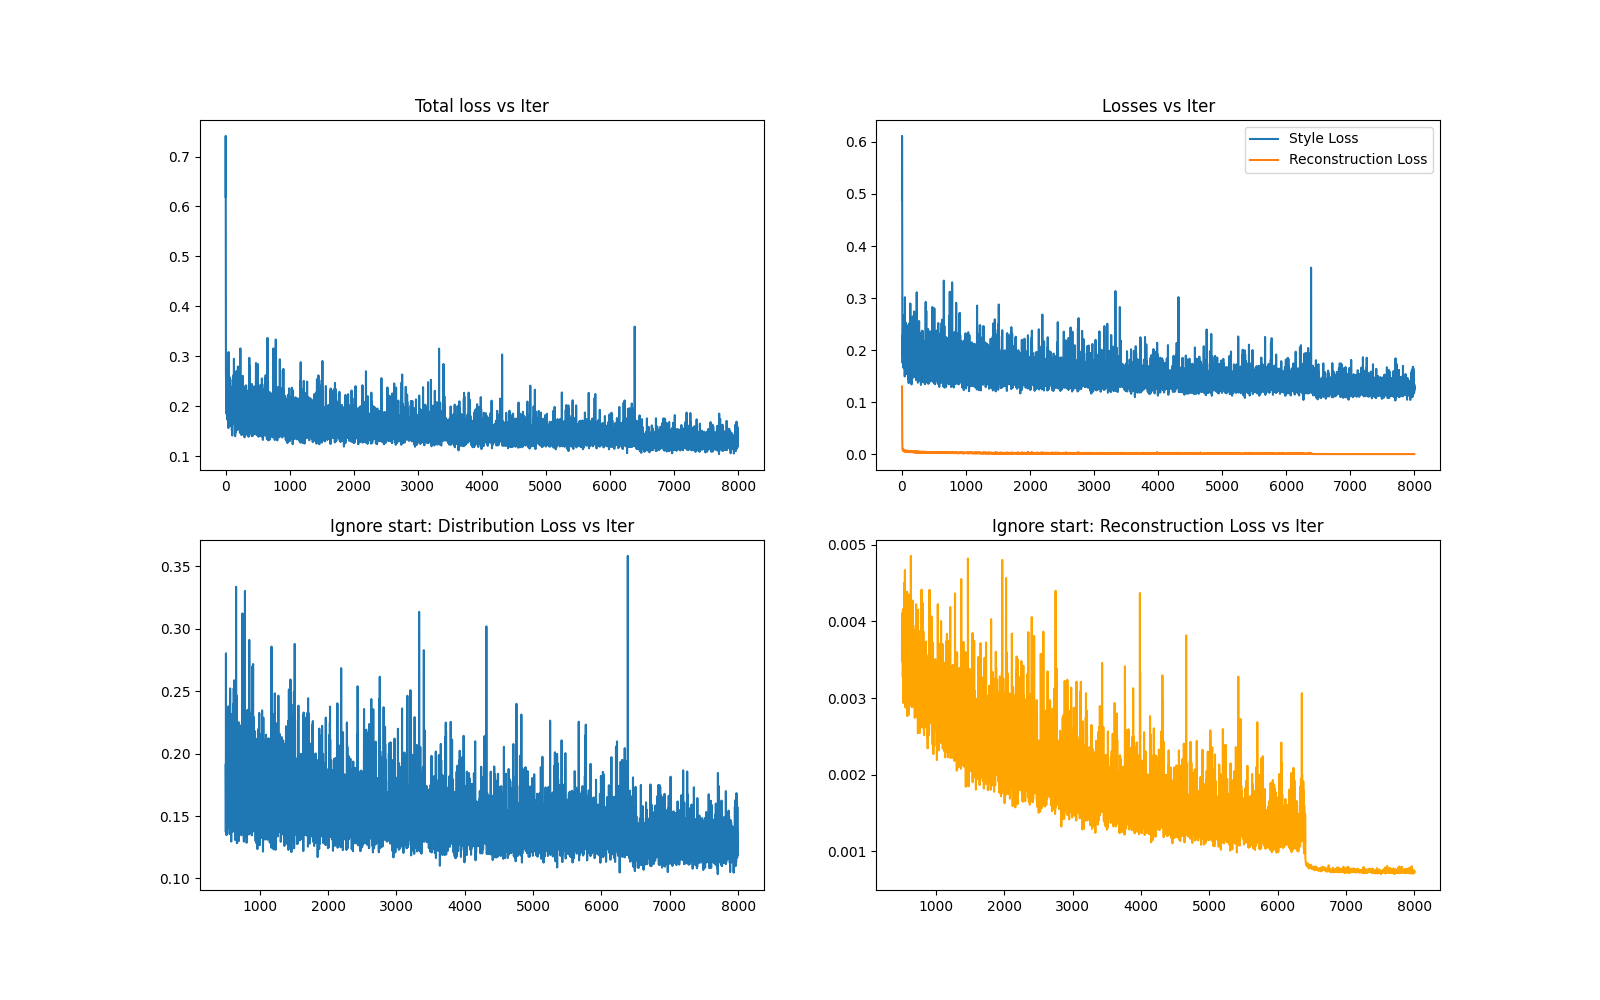 Total loss vs Iter
0.7
0.6
0.5
0.4
0.3
0.2
0.1
0 1000 2000 3000 4000 5000 6000 7000 8000
Losses vs Iter
Style Loss
Reconstruction Loss
0.6
0.5
0.4
0.3
0.2
0.1
0.0
0 1000 2000 3000 4000 5000 6000 7000 8000
Ignore start: Distribution Loss vs Iter
0.35
0.30
0.25
0.20
0.15
0.10
1000 2000 3000 4000 5000 6000 7000 8000
Ignore start: Reconstruction Loss vs Iter
0.005
0.004
0.003
0.002
0.001
1000 2000 3000 4000 5000 6000 7000 8000